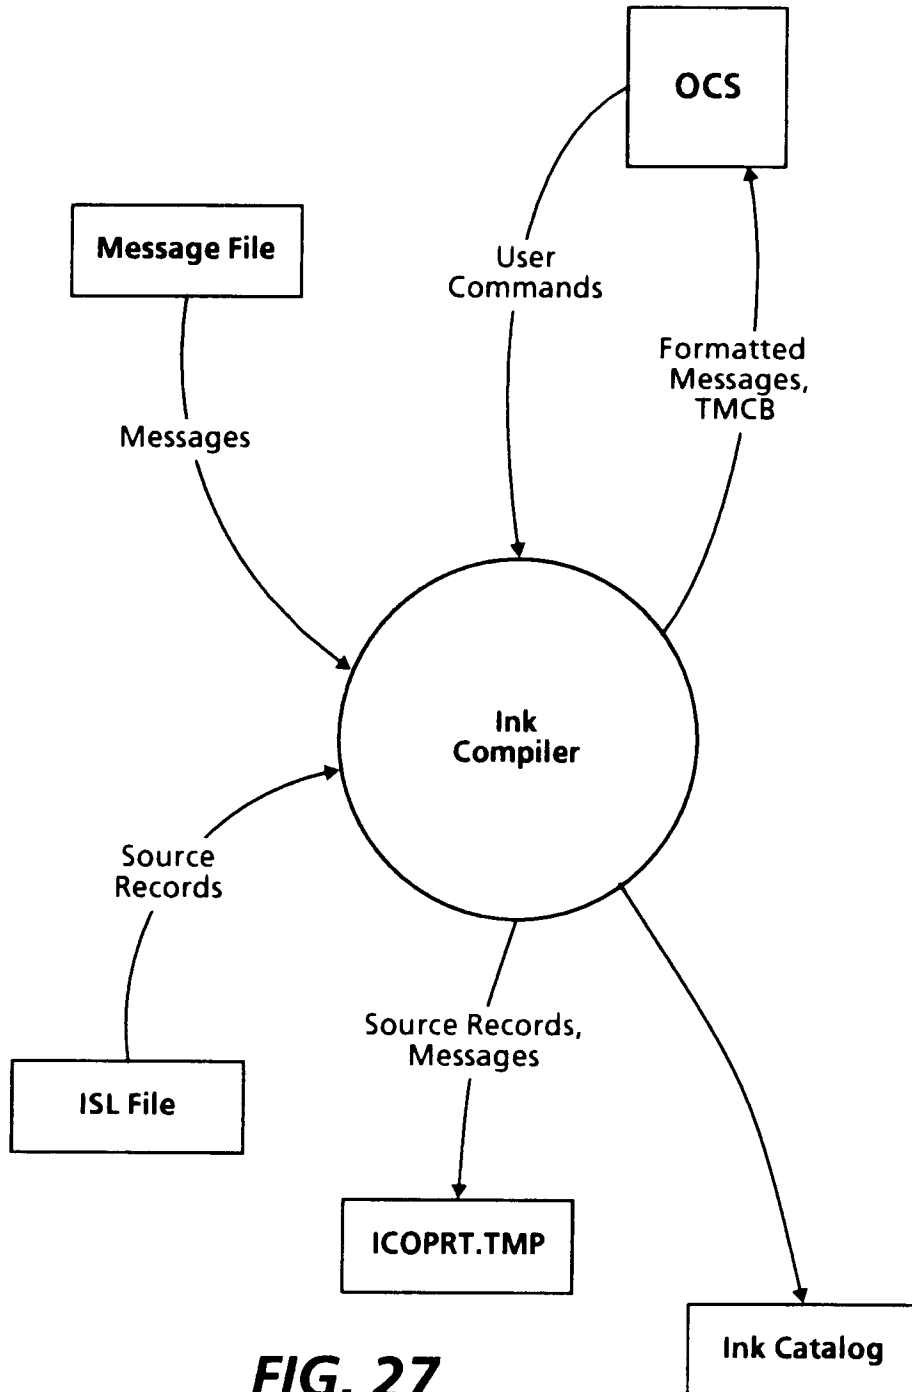 OCS
Message File
User
Commands
Formatted
Messages,
TMCB
Messages
Ink
Compiler
Source
Records
Source Records,
Messages
ISL File
ICOPRT.TMP
Ink Catalog
FIG. 27